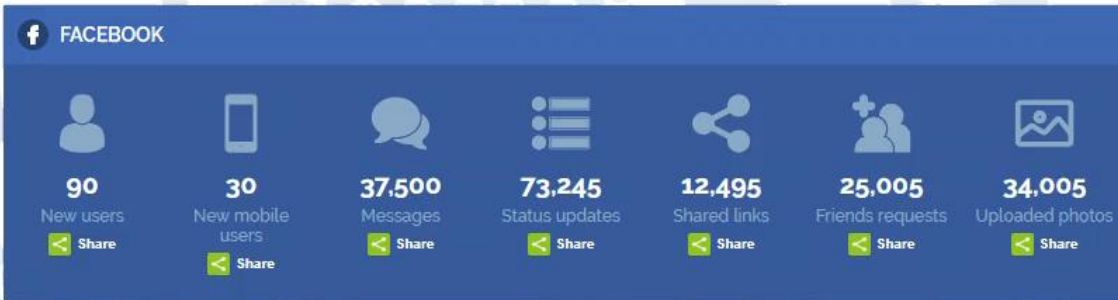 FACEBOOK
90
New users
Share
30
New mobile
users
Share
37,500
Messages
Share
73,245
Status updates
Share
12,495
Shared links
Share
25,005
Friends requests
Share
34,005
Uploaded photos
Share